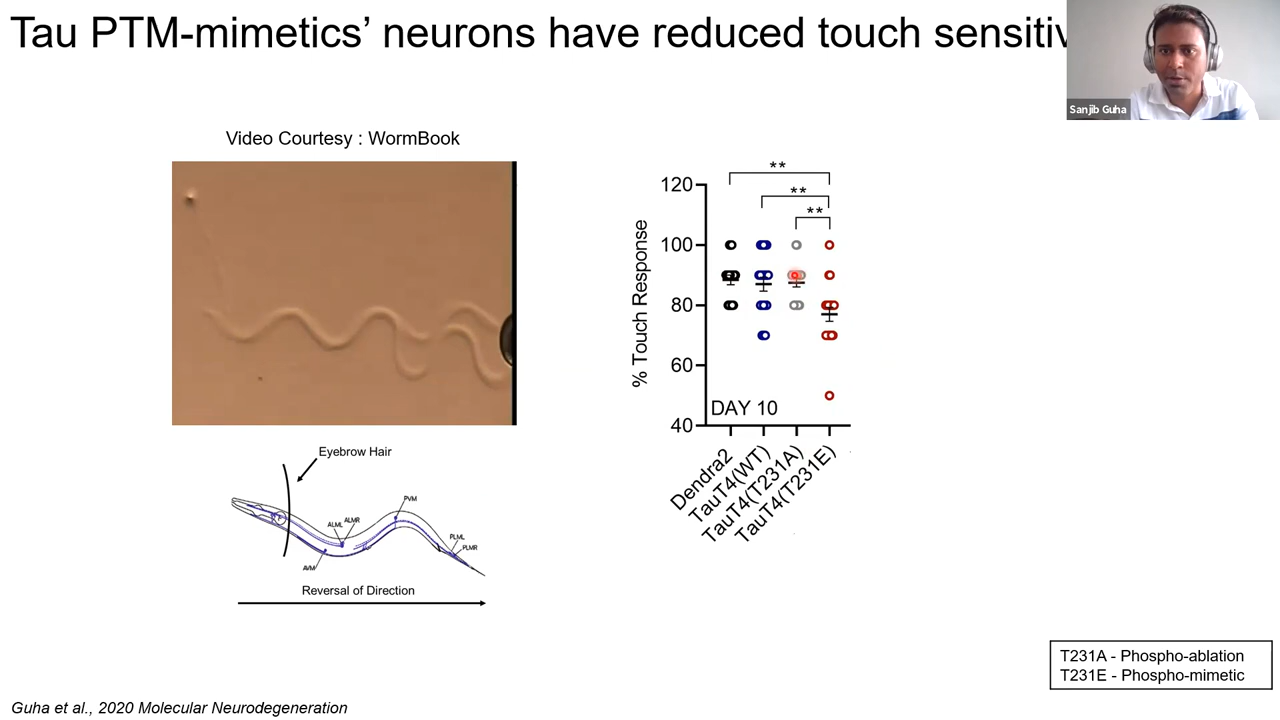 Tau PTM-mimetics’ neurons have reduced touch
Sanjib Guha
Video Courtesy : WormBook
Eyebrow Hair
PVM
ALML
ALMR
PLML
PLMR
AVM
Reversal of Direction
**
**
**
120
100
80
60
40
% Touch Response
DAY 10
Dendra2
TauT4(WT)
TauT4(T231A)
TauT4(T231E)
T231A - Phospho-ablation
T231E - Phospho-mimetic
Guha et al., 2020 Molecular Neurodegeneration